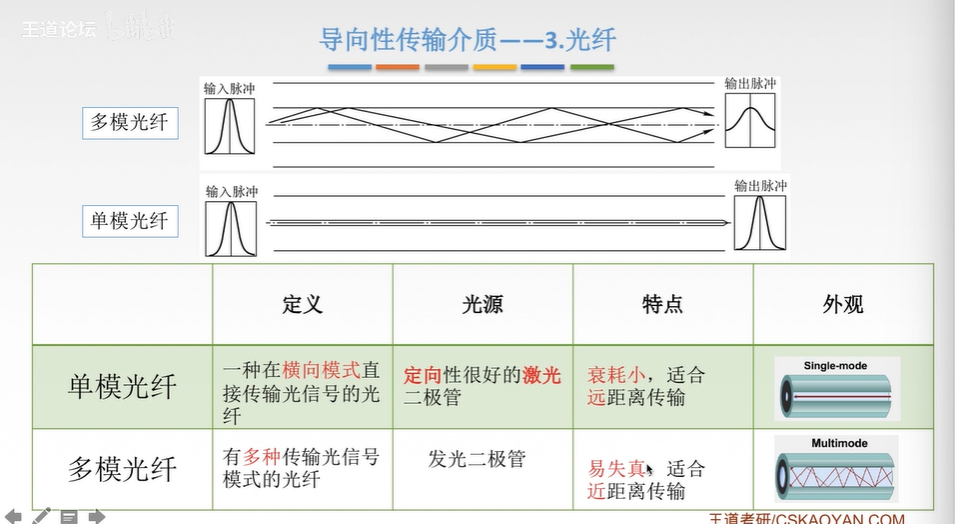 王道论坛
导向性传输介质——3.光纤
多模光纤
输入脉冲
输出脉冲
单模光纤
输入脉冲
输出脉冲
定义
光源
特点
外观
单模光纤
一种在横向模式直
接传输光信号的光
纤
定向性很好的激光
二极管
衰耗小，适合
远距离传输
Single-mode
多模光纤
有多种传输光信号
模式的光纤
发光二极管
易失真，适合
近距离传输
Multimode
王道考研/CSKAOYAN.COM